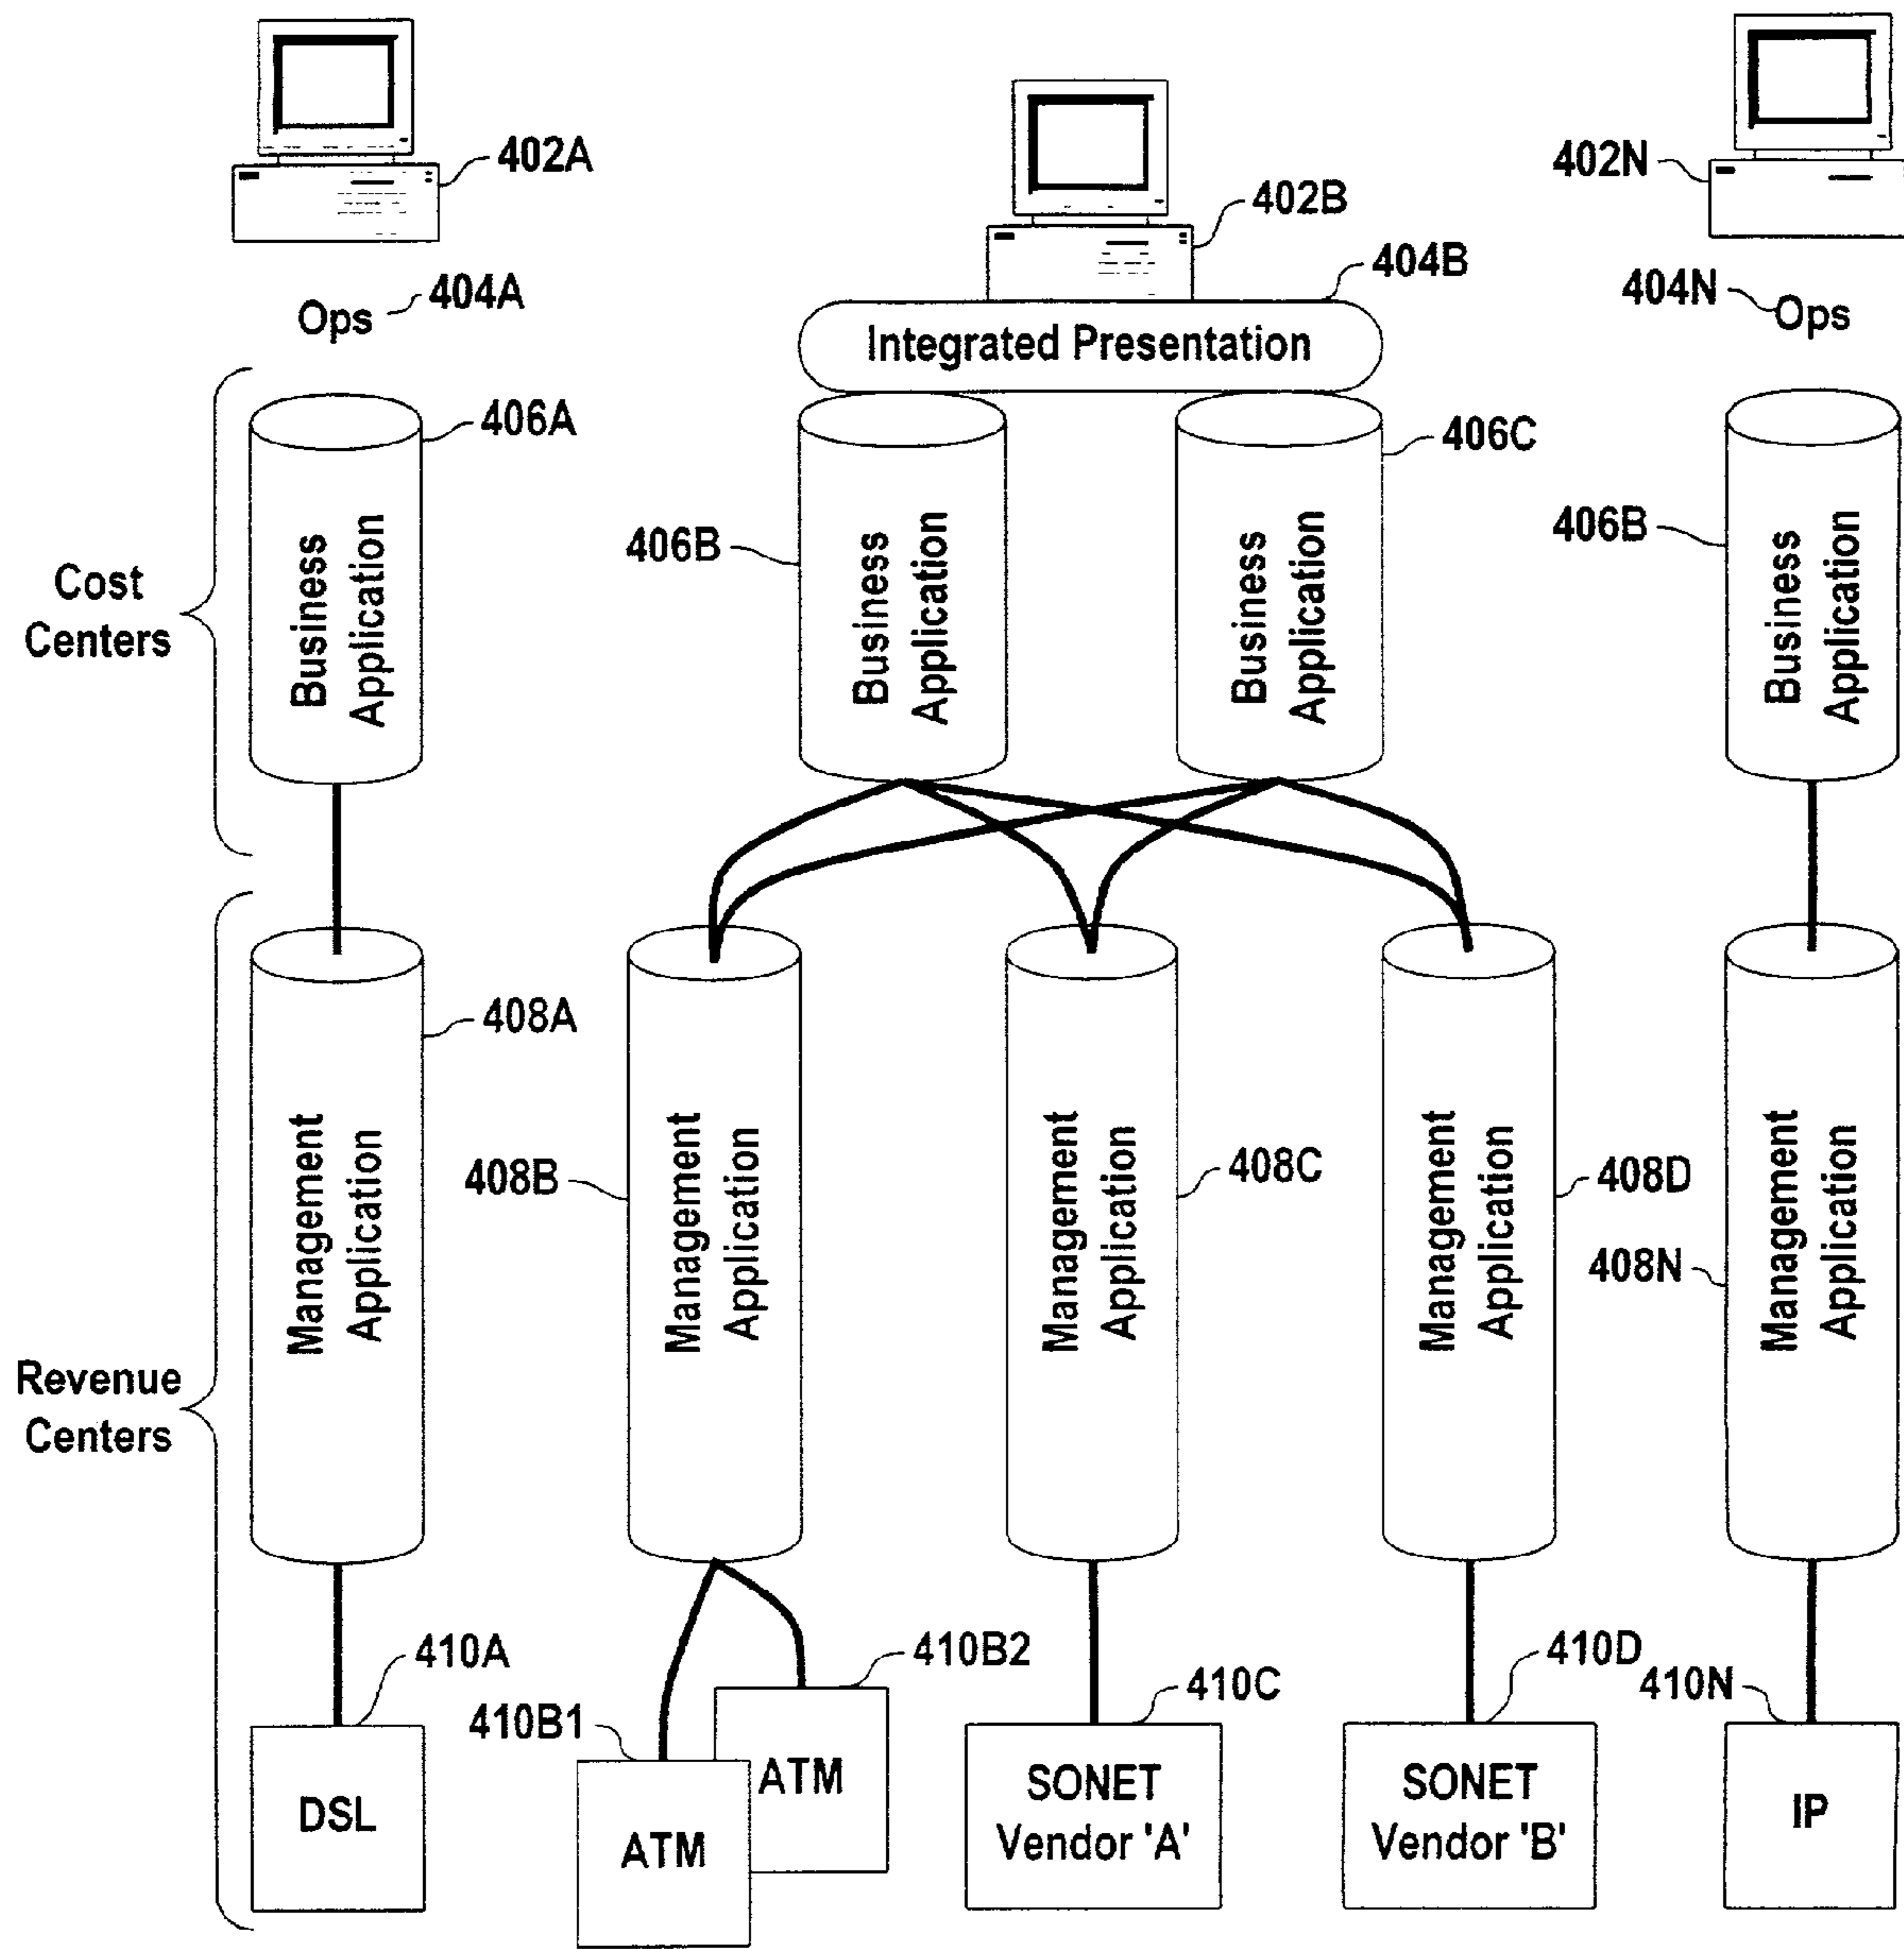 402A
402B
402N
404A
Ops
404B
404N
Ops
Integrated Presentation
Cost
Centers
406A
Business
Application
406B
Business
Application
406C
Business
Application
406B
Business
Application
Revenue
Centers
408A
Management
Application
408B
Management
Application
408C
Management
Application
408D
Management
Application
408N
Management
Application
410A
DSL
410B1
ATM
410B2
ATM
410C
SONET
Vendor 'A'
410D
SONET
Vendor 'B'
410N
IP